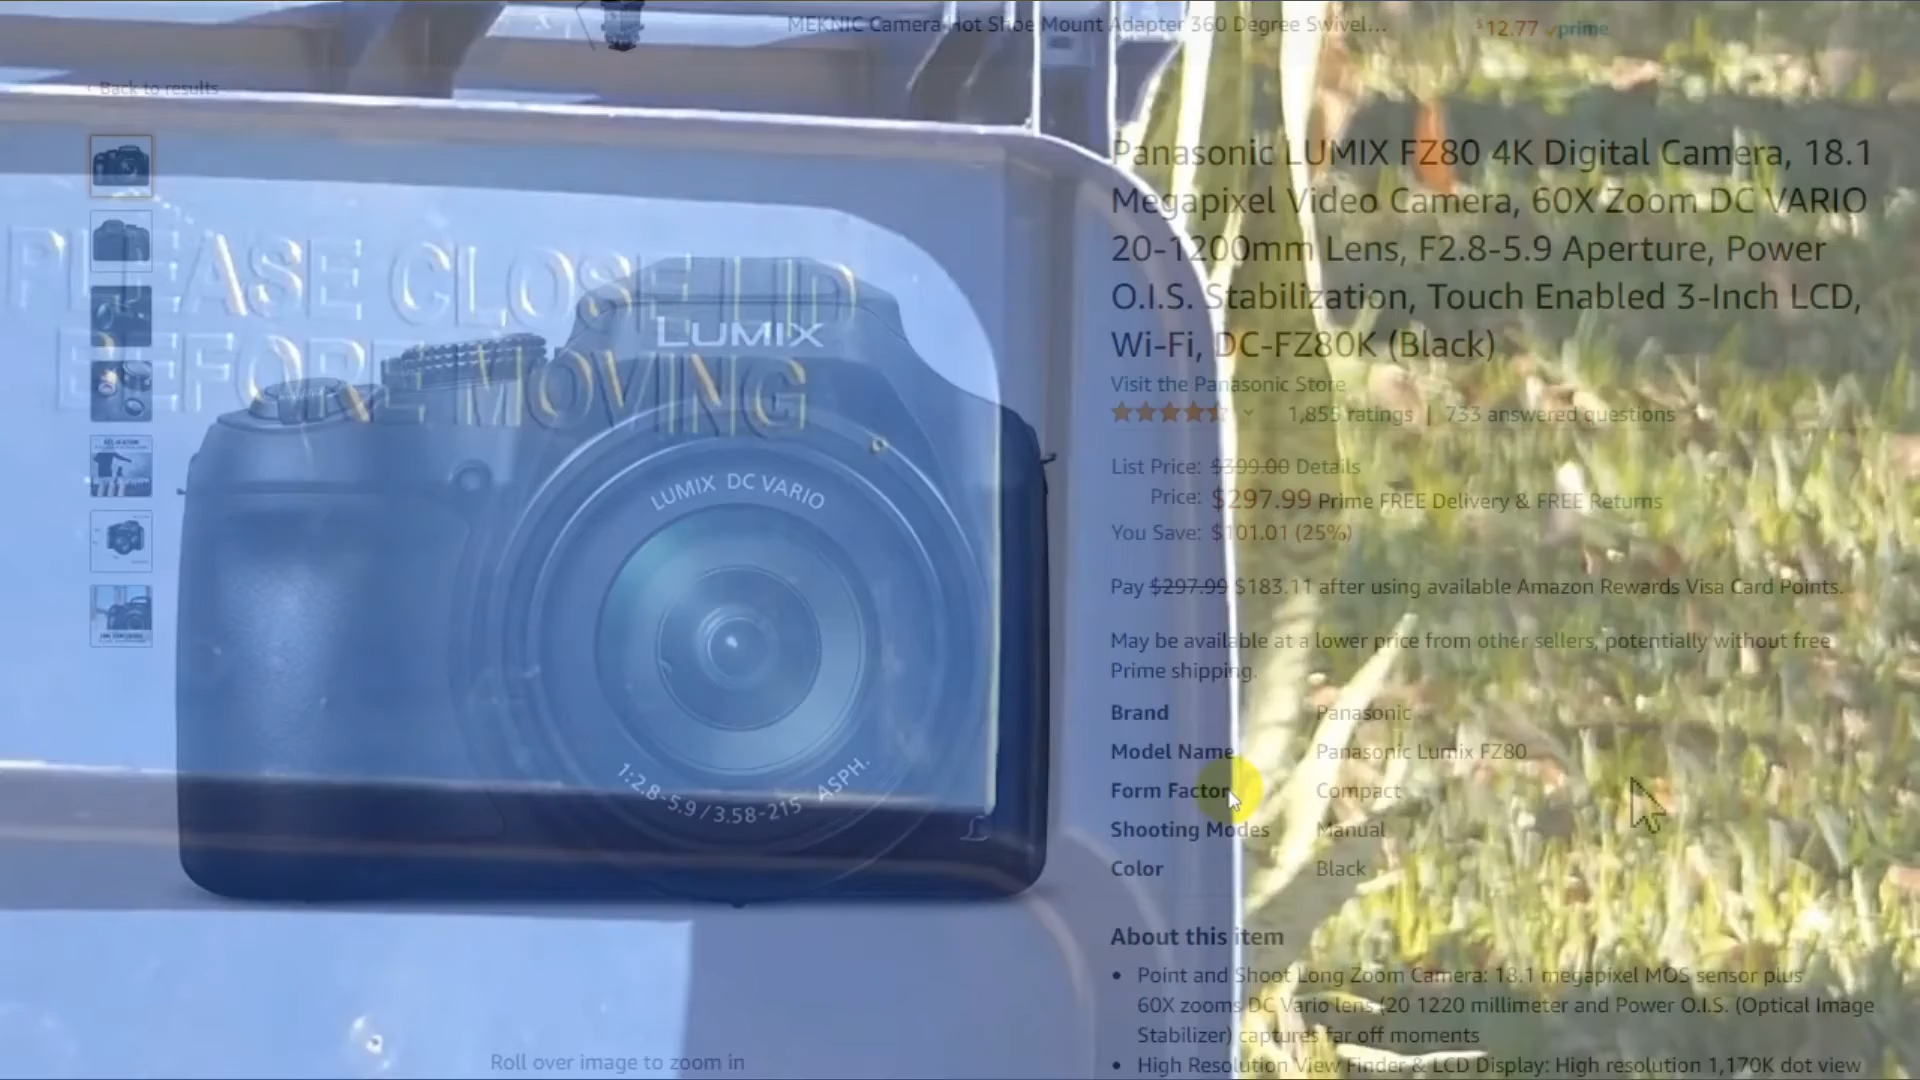 MEKNIC Camera Hot Shoe Mount Adapter 360 Degree Swivel...
$12.77 prime
‹ Back to results
Panasonic LUMIX FZ80 4K Digital Camera, 18.1
Megapixel Video Camera, 60X Zoom DC VARIO
20-1200mm Lens, F2.8-5.9 Aperture, Power
O.I.S. Stabilization, Touch Enabled 3-Inch LCD,
Wi-Fi, DC-FZ80K (Black)
Visit the Panasonic Store
1,855 ratings | 733 answered questions
List Price: $399.00 Details
Price: $297.99 Prime FREE Delivery & FREE Returns
You Save: $101.01 (25%)
Pay $297.99 $183.11 after using available Amazon Rewards Visa Card Points.
May be available at a lower price from other sellers, potentially without free
Prime shipping.
Brand Panasonic
Model Name Panasonic Lumix FZ80
Form Factor Compact
Shooting Modes Manual
Color Black
About this item
• Point and Shoot Long Zoom Camera: 18.1 megapixel MOS sensor plus
60X zooms DC Vario lens (20 1220 millimeter and Power O.I.S. (Optical Image
Stabilizer) captures far off moments
• High Resolution View Finder & LCD Display: High resolution 1,170K dot view
PLEASE CLOSE LID
BEFORE MOVING
LUMIX
LUMIX DC VARIO
1:2.8-5.9 / 3.58-215 ASPH.
L
Roll over image to zoom in